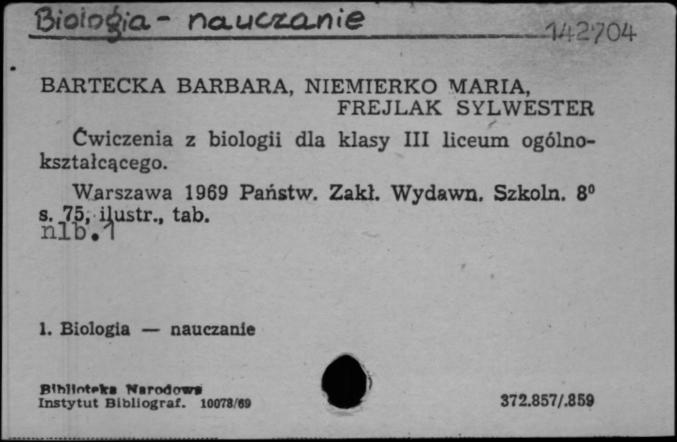 Biologia - nauczanie
142704
BARTECKA BARBARA, NIEMIERKO MARIA,
FREJLAK SYLWESTER
Ćwiczenia z biologii dla klasy III liceum ogólno-
kształcącego.
Warszawa 1969 Państw. Zakł. Wydawn. Szkoln. 8⁰
s. 75, ilustr., tab.
nlb.1
1. Biologia — nauczanie
Biblioteka Narodowa
Instytut Bibliograf. 10078/69
372.857/.859